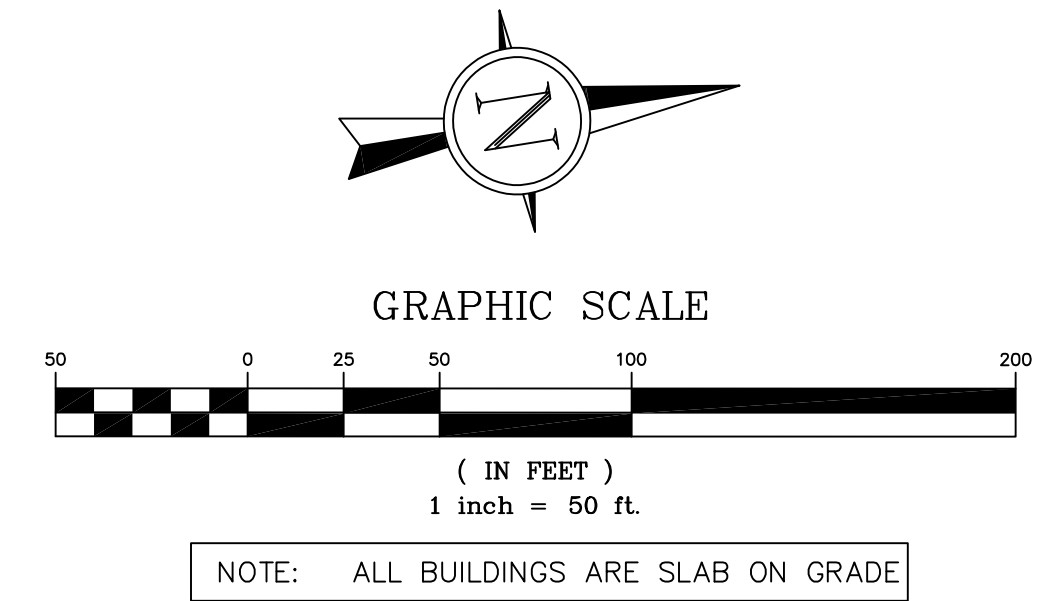 N
GRAPHIC SCALE
50 0 25 50 100 200
( IN FEET )
1 inch = 50 ft.
NOTE: ALL BUILDINGS ARE SLAB ON GRADE